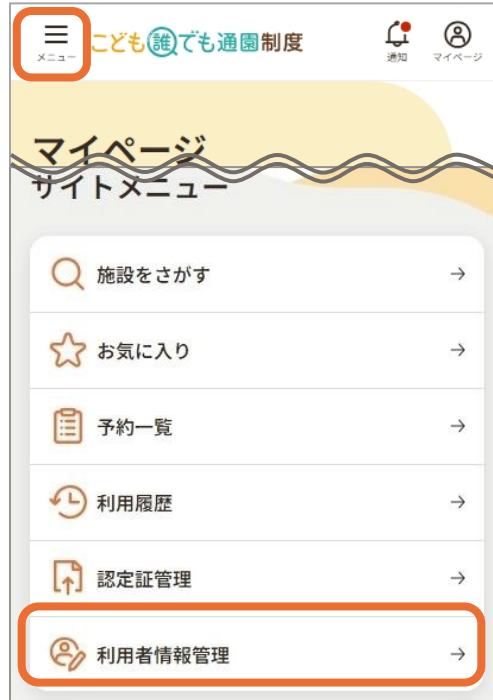 こども誰でも通園制度
メニュー
通知
マイページ
マイページ
サイトメニュー
施設をさがす
お気に入り
予約一覧
利用履歴
認定証管理
利用者情報管理